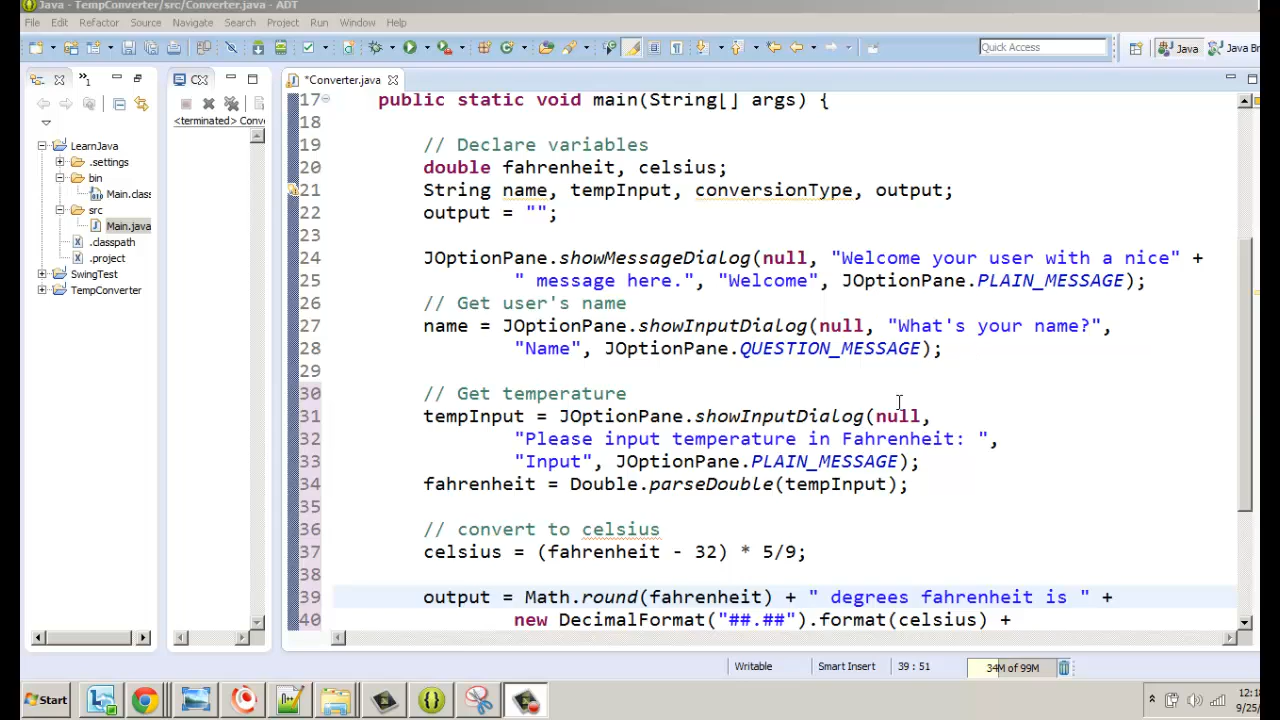 Java - TempConverter/src/Converter.java - ADT
File Edit Refactor Source Navigate Search Project Run Window Help
Quick Access
Java
Java Br
*Converter.java
<terminated> Conv
LearnJava
.settings
bin
Main.class
src
Main.java
.classpath
.project
SwingTest
TempConverter
17 public static void main(String[] args) {
18
19 // Declare variables
20 double fahrenheit, celsius;
21 String name, tempInput, conversionType, output;
22 output = "";
23
24 JOptionPane.showMessageDialog(null, "Welcome your user with a nice" +
25 " message here.", "Welcome", JOptionPane.PLAIN_MESSAGE);
26 // Get user's name
27 name = JOptionPane.showInputDialog(null, "What's your name?",
28 "Name", JOptionPane.QUESTION_MESSAGE);
29
30 // Get temperature
31 tempInput = JOptionPane.showInputDialog(null,
32 "Please input temperature in Fahrenheit: ",
33 "Input", JOptionPane.PLAIN_MESSAGE);
34 fahrenheit = Double.parseDouble(tempInput);
35
36 // convert to celsius
37 celsius = (fahrenheit - 32) * 5/9;
38
39 output = Math.round(fahrenheit) + " degrees fahrenheit is " +
40 new DecimalFormat("##.##").format(celsius) +
Writable Smart Insert 39 : 51 34M of 99M
Start
12:18
9/25/